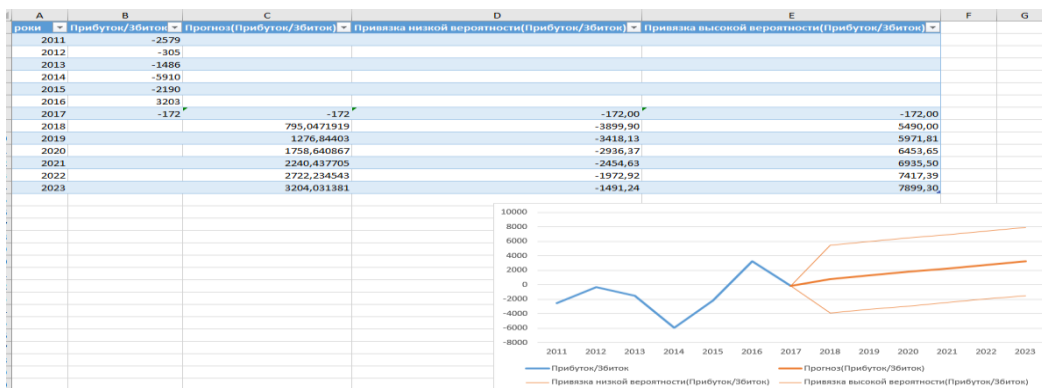 A B C D E F G
роки Прибуток/Збиток Прогноз(Прибуток/Збиток) Привязка низкой вероятности(Прибуток/Збиток) Привязка высокой вероятности(Прибуток/Збиток)
2011 -2579
2012 -305
2013 -1486
2014 -5910
2015 -2190
2016 3203
2017 -172 -172 -172,00 -172,00
2018 795,0471919 -3899,90 5490,00
2019 1276,84403 -3418,13 5971,81
2020 1758,640867 -2936,37 6453,65
2021 2240,437705 -2454,63 6935,50
2022 2722,234543 -1972,92 7417,39
2023 3204,031381 -1491,24 7899,30
10000
8000
6000
4000
2000
0
-2000
-4000
-6000
-8000
2011 2012 2013 2014 2015 2016 2017 2018 2019 2020 2021 2022 2023
Прибуток/Збиток Прогноз(Прибуток/Збиток)
Привязка низкой вероятности(Прибуток/Збиток) Привязка высокой вероятности(Прибуток/Збиток)